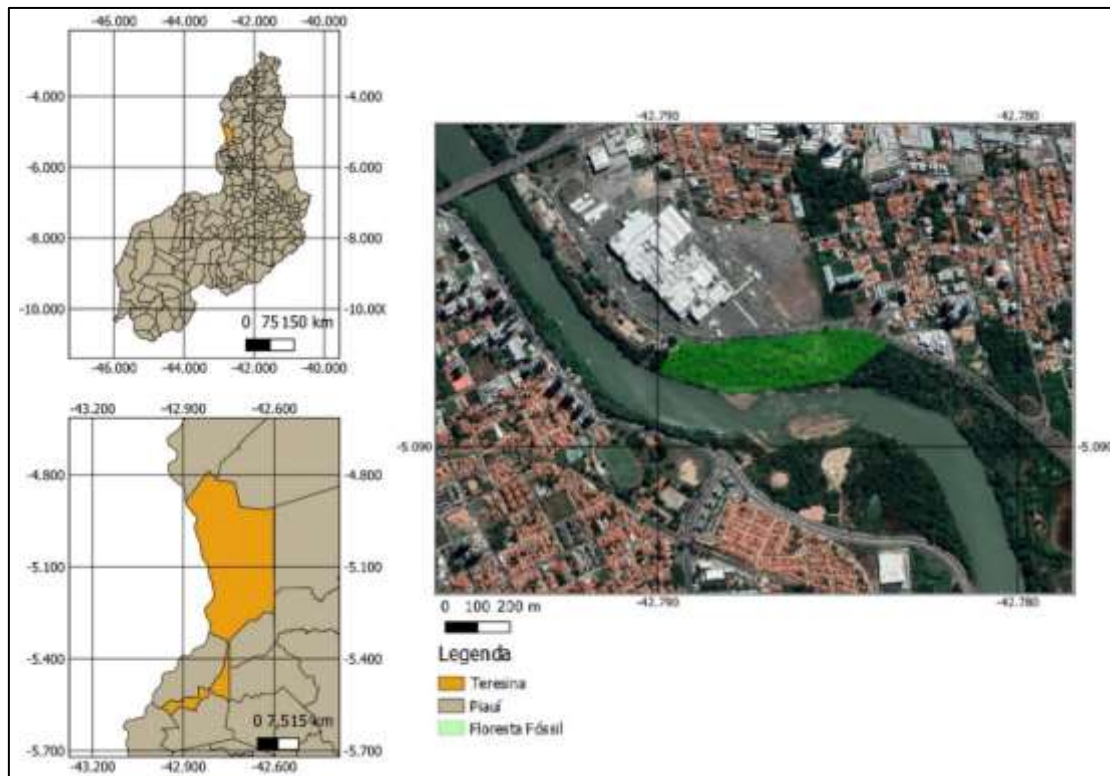 -46.000 -44.000 -42.000 -40.000
-4.000 -4.000
-6.000 -6.000
-8.000 -8.000
-10.000 -10.000
0 75 150 km
-46.000 -44.000 -42.000 -40.000
-43.200 -42.900 -42.600
-4.800 -4.800
-5.100 -5.100
-5.400 -5.400
0 7.515 km
-5.700 -5.700
-43.200 -42.900 -42.600
-42.790 -42.780
-5.090 -5.090
-42.790 -42.780
0 100 200 m
Legenda
Teresina
Piauí
Floresta Fóssil